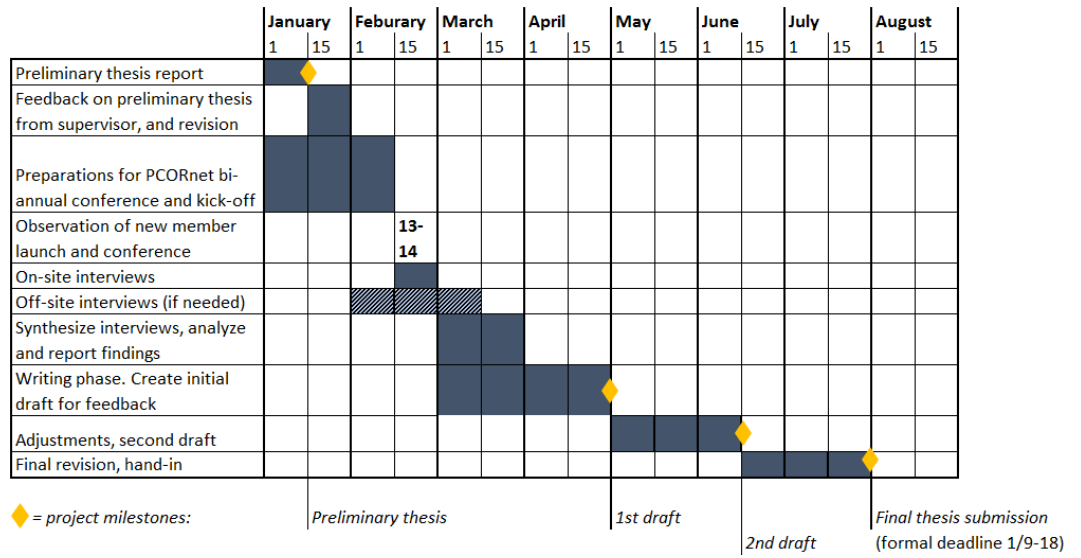 January Feburary March April May June July August
1 15 1 15 1 15 1 15 1 15 1 15 1 15 1 15
Preliminary thesis report
Feedback on preliminary thesis
from supervisor, and revision
Preparations for PCORnet bi-
annual conference and kick-off
Observation of new member 13-
launch and conference 14
On-site interviews
Off-site interviews (if needed)
Synthesize interviews, analyze
and report findings
Writing phase. Create initial
draft for feedback
Adjustments, second draft
Final revision, hand-in
= project milestones: Preliminary thesis 1st draft Final thesis submission
2nd draft (formal deadline 1/9-18)